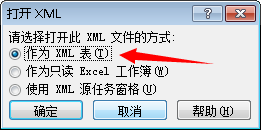 打开 XML
请选择打开此 XML 文件的方式:
作为 XML 表(T)
作为只读 Excel 工作簿(W)
使用 XML 源任务窗格(U)
确定 取消 帮助(H)